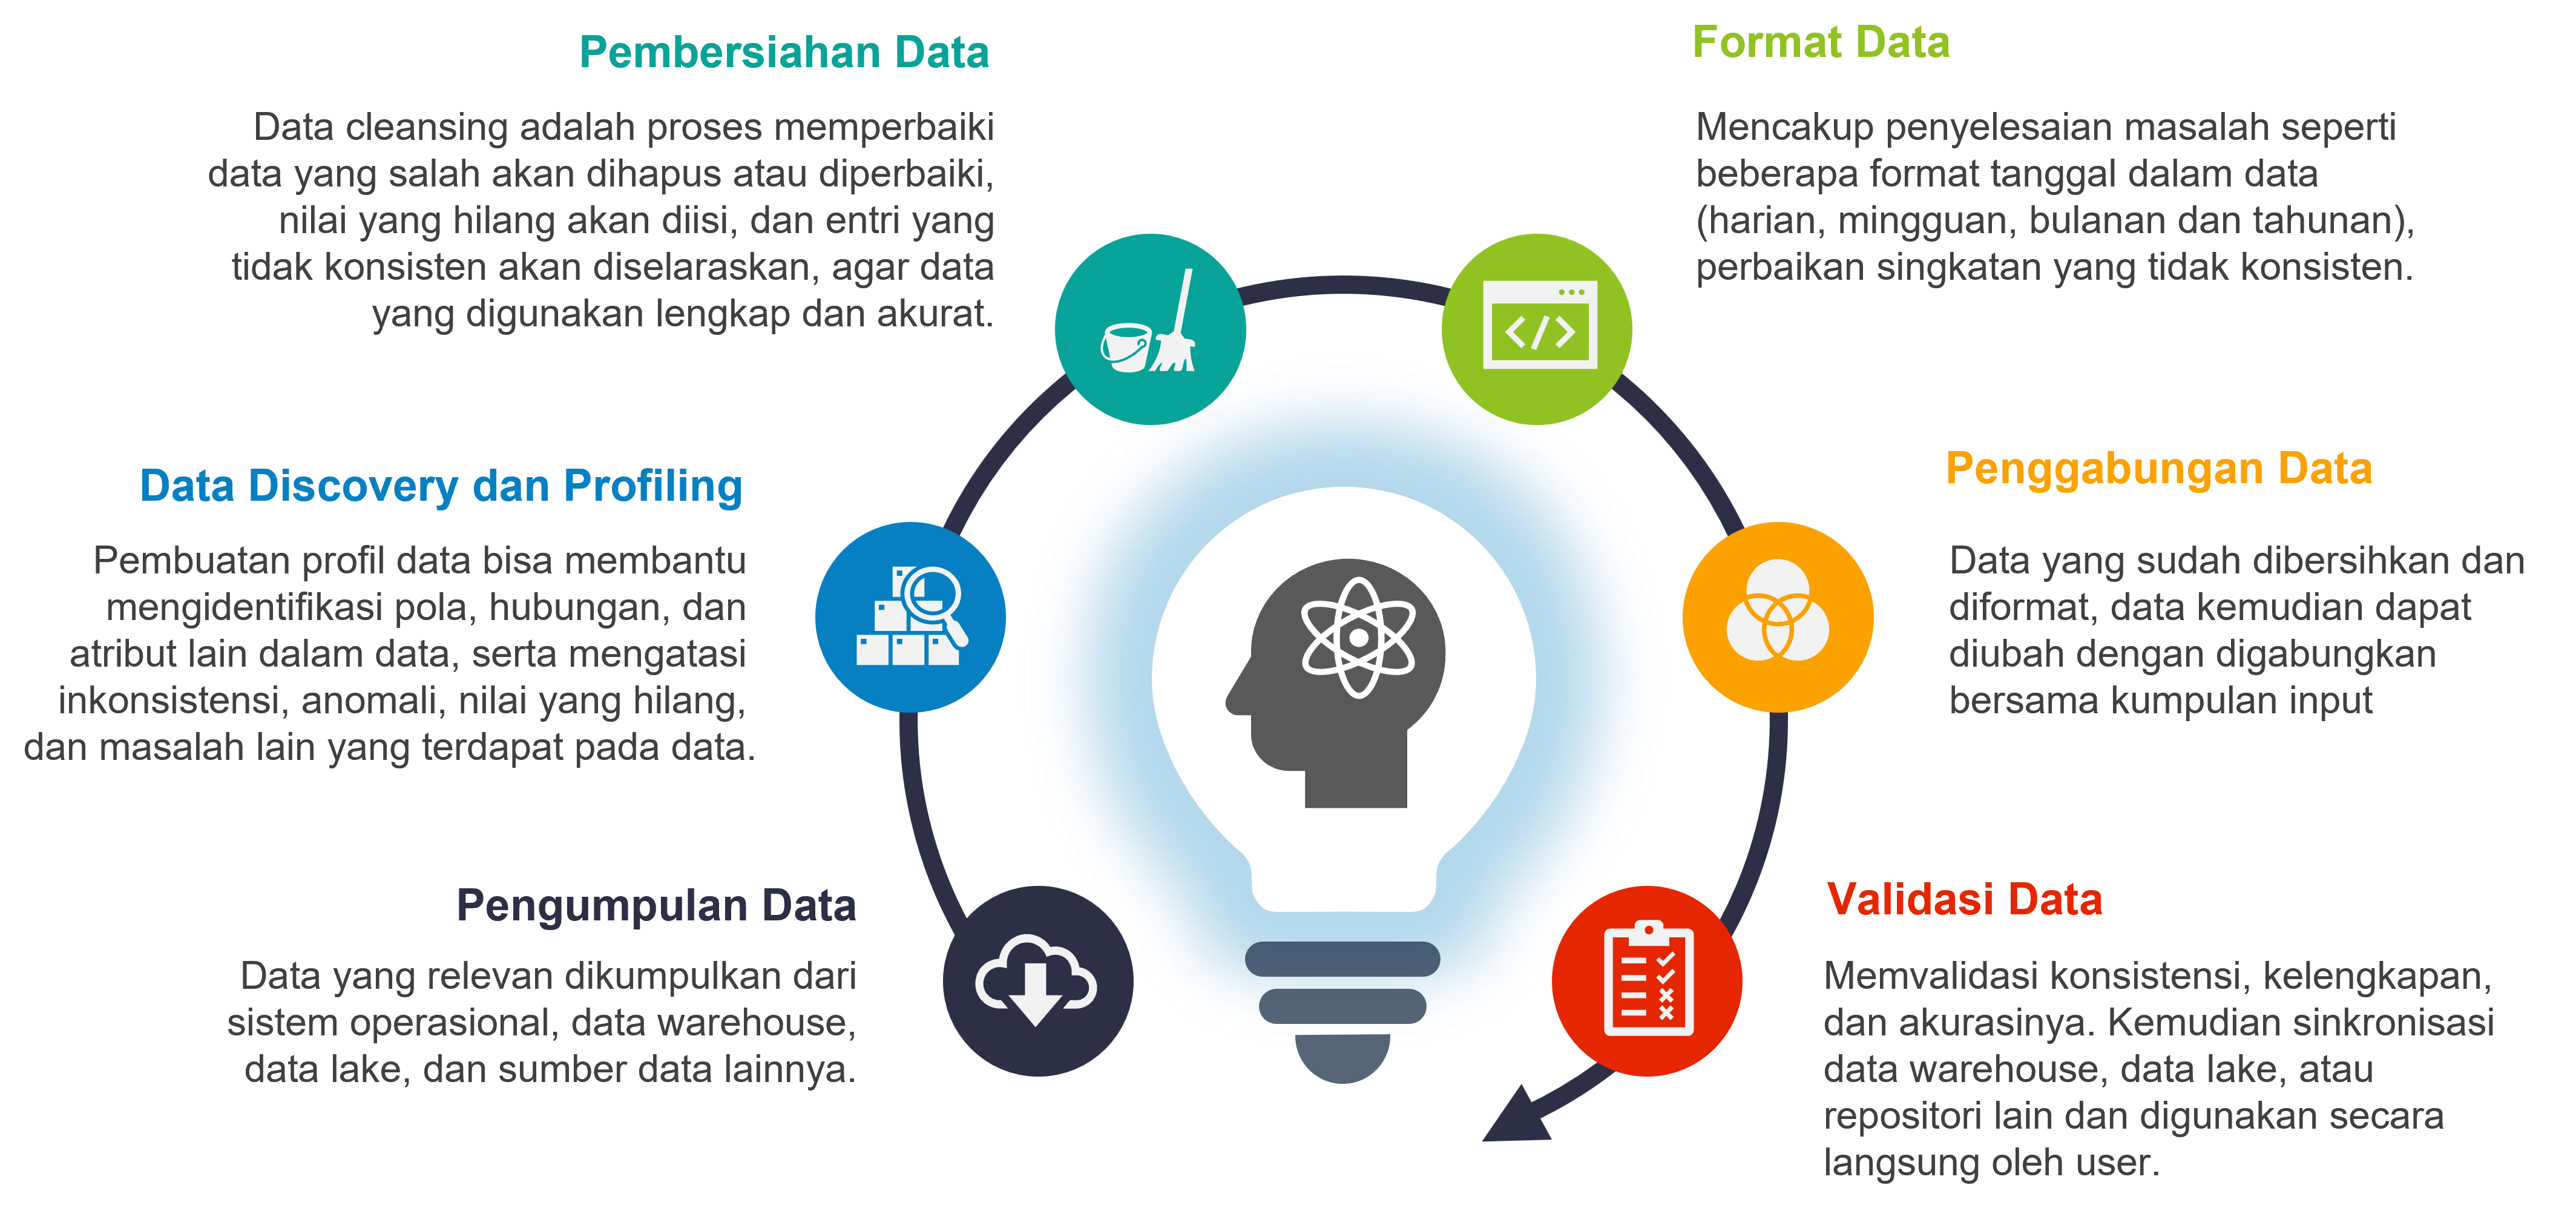 Pembersiahan Data
Data cleansing adalah proses memperbaiki
data yang salah akan dihapus atau diperbaiki,
nilai yang hilang akan diisi, dan entri yang
tidak konsisten akan diselaraskan, agar data
yang digunakan lengkap dan akurat.
Format Data
Mencakup penyelesaian masalah seperti
beberapa format tanggal dalam data
(harian, mingguan, bulanan dan tahunan),
perbaikan singkatan yang tidak konsisten.
Data Discovery dan Profiling
Pembuatan profil data bisa membantu
mengidentifikasi pola, hubungan, dan
atribut lain dalam data, serta mengatasi
inkonsistensi, anomali, nilai yang hilang,
dan masalah lain yang terdapat pada data.
Penggabungan Data
Data yang sudah dibersihkan dan
diformat, data kemudian dapat
diubah dengan digabungkan
bersama kumpulan input
Pengumpulan Data
Data yang relevan dikumpulkan dari
sistem operasional, data warehouse,
data lake, dan sumber data lainnya.
Validasi Data
Memvalidasi konsistensi, kelengkapan,
dan akurasinya. Kemudian sinkronisasi
data warehouse, data lake, atau
repositori lain dan digunakan secara
langsung oleh user.